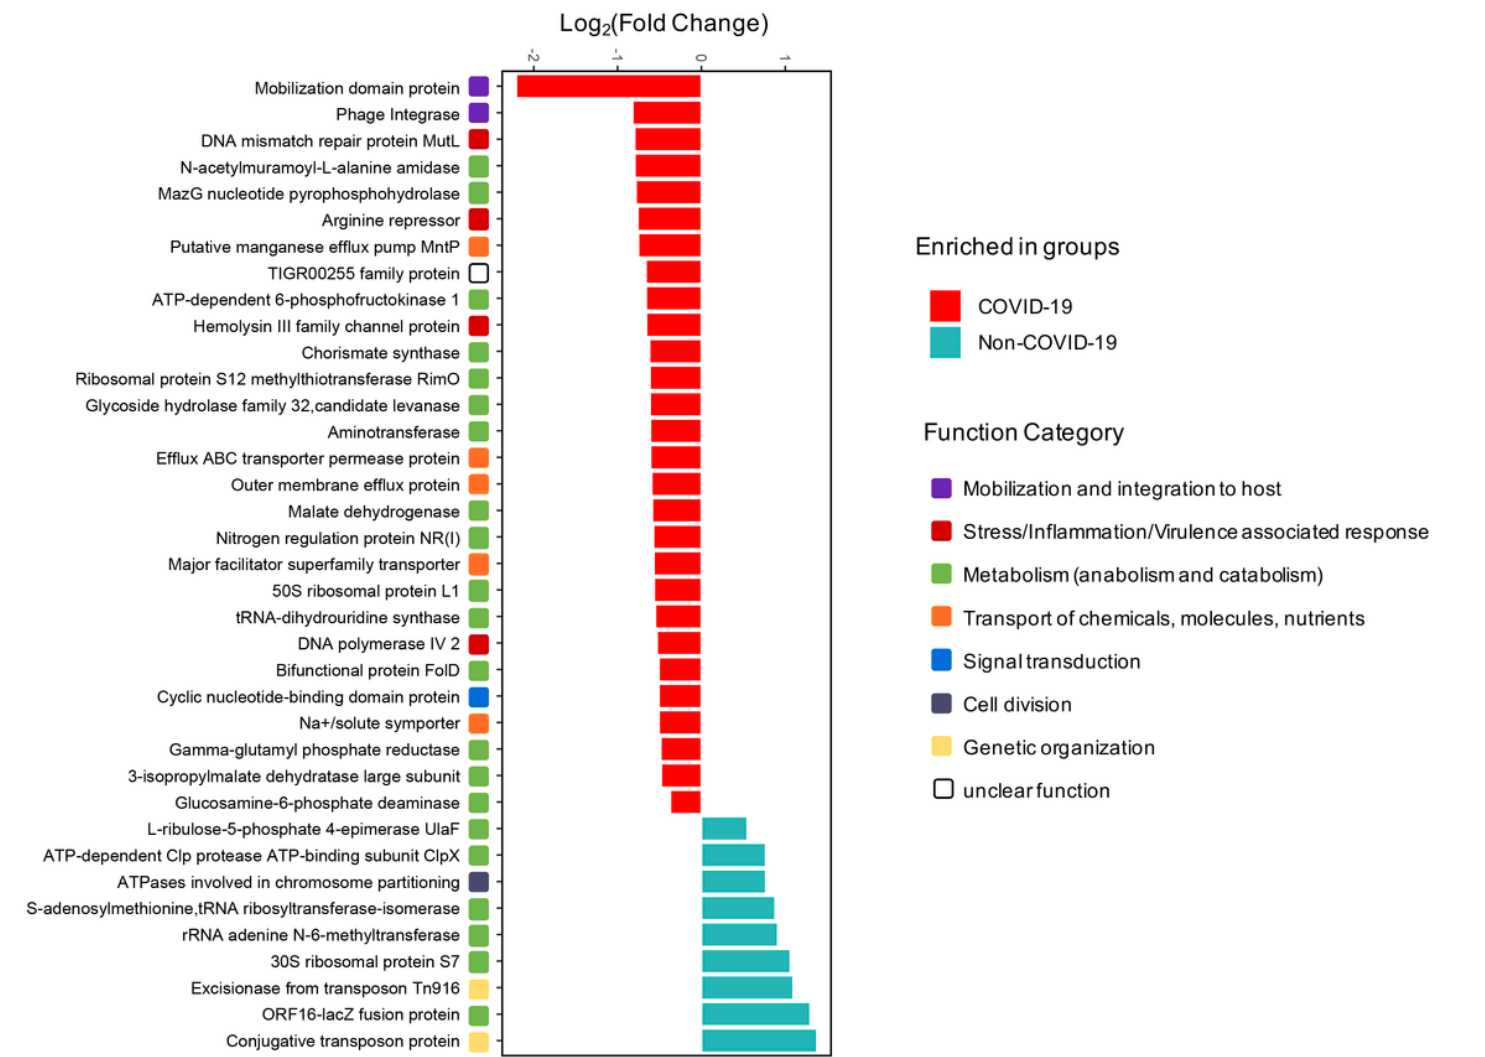 Log₂(Fold Change)
-2 -1 0 1
Mobilization domain protein
Phage Integrase
DNA mismatch repair protein MutL
N-acetylmuramoyl-L-alanine amidase
MazG nucleotide pyrophosphohydrolase
Arginine repressor
Putative manganese efflux pump MntP
TIGR00255 family protein
ATP-dependent 6-phosphofructokinase 1
Hemolysin III family channel protein
Chorismate synthase
Ribosomal protein S12 methylthiotransferase RimO
Glycoside hydrolase family 32,candidate levanase
Aminotransferase
Efflux ABC transporter permease protein
Outer membrane efflux protein
Malate dehydrogenase
Nitrogen regulation protein NR(I)
Major facilitator superfamily transporter
50S ribosomal protein L1
tRNA-dihydrouridine synthase
DNA polymerase IV 2
Bifunctional protein FolD
Cyclic nucleotide-binding domain protein
Na+/solute symporter
Gamma-glutamyl phosphate reductase
3-isopropylmalate dehydratase large subunit
Glucosamine-6-phosphate deaminase
L-ribulose-5-phosphate 4-epimerase UlaF
ATP-dependent Clp protease ATP-binding subunit ClpX
ATPases involved in chromosome partitioning
S-adenosylmethionine,tRNA ribosyltransferase-isomerase
rRNA adenine N-6-methyltransferase
30S ribosomal protein S7
Excisionase from transposon Tn916
ORF16-lacZ fusion protein
Conjugative transposon protein
Enriched in groups
COVID-19
Non-COVID-19
Function Category
Mobilization and integration to host
Stress/Inflammation/Virulence associated response
Metabolism (anabolism and catabolism)
Transport of chemicals, molecules, nutrients
Signal transduction
Cell division
Genetic organization
unclear function